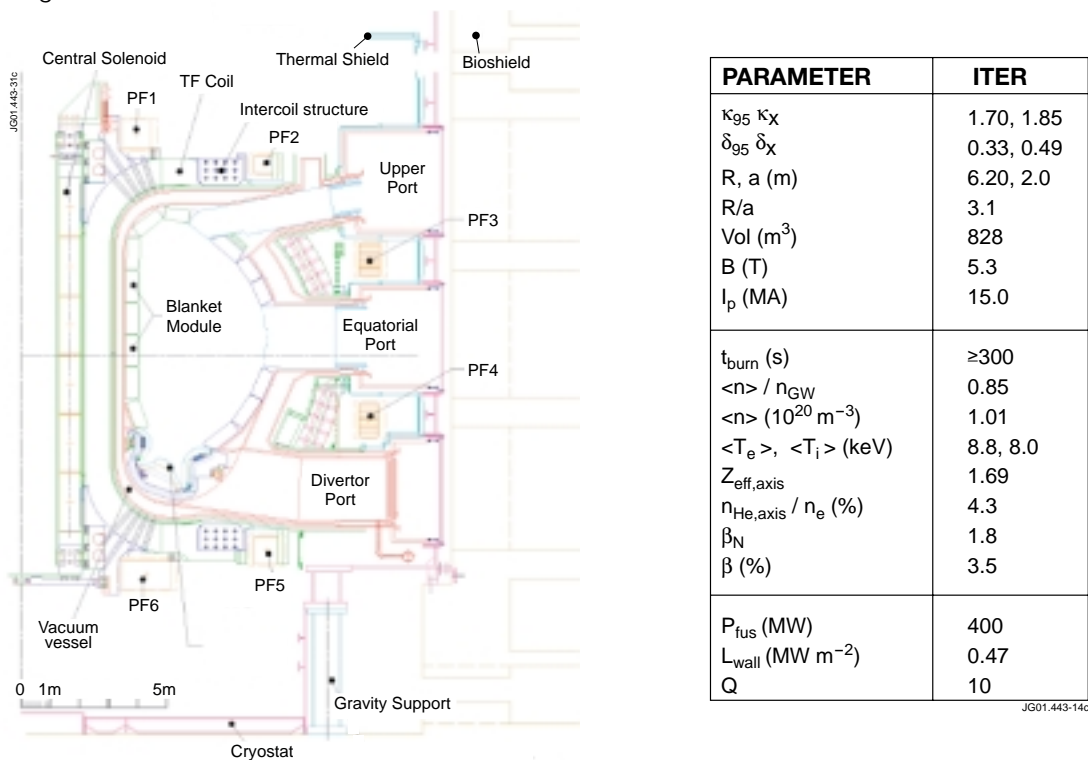 Thermal Shield
Bioshield
Central Solenoid
TF Coil
PF1
Intercoil structure
PF2
Upper
Port
PF3
Blanket
Module
Equatorial
Port
PF4
Divertor
Port
PF5
PF6
Vacuum
vessel
0 1m 5m
Gravity Support
Cryostat
JG01.443-31c
PARAMETER ITER
κ95 κX 1.70, 1.85
δ95 δX 0.33, 0.49
R, a (m) 6.20, 2.0
R/a 3.1
Vol (m³) 828
B (T) 5.3
Ip (MA) 15.0
tburn (s) ≥300
<n> / nGW 0.85
<n> (10²⁰ m⁻³) 1.01
<Te>, <Ti> (keV) 8.8, 8.0
Zeff,axis 1.69
nHe,axis / ne (%) 4.3
βN 1.8
β (%) 3.5
Pfus (MW) 400
Lwall (MW m⁻²) 0.47
Q 10
JG01.443-14c